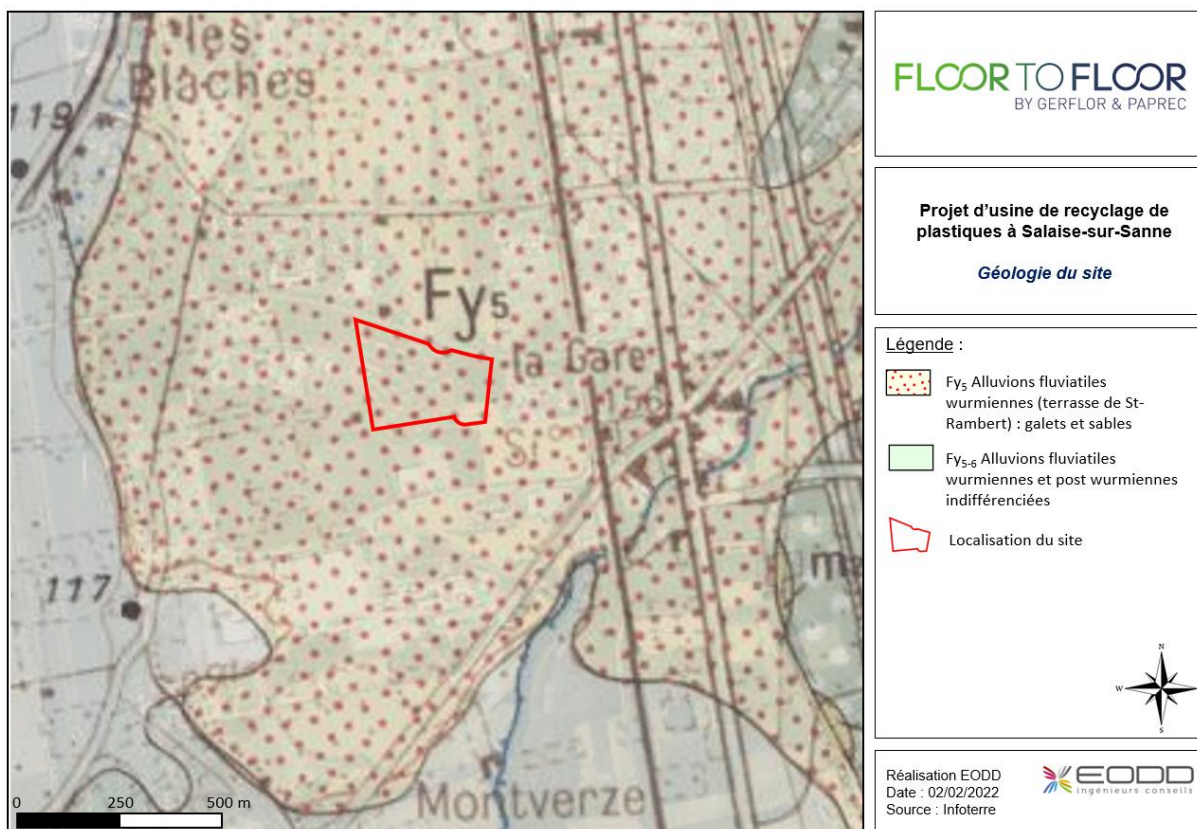 les
Blaches
119
Fy5
la Gare
156
Sn
117
Montverze
0 250 500 m
FLOOR TO FLOOR
BY GERFLOR & PAPREC
Projet d'usine de recyclage de
plastiques à Salaise-sur-Sanne
Géologie du site
Légende :
Fy5 Alluvions fluviatiles
wurmiennes (terrasse de St-
Rambert) : galets et sables
Fy5-6 Alluvions fluviatiles
wurmiennes et post wurmiennes
indifférenciées
Localisation du site
N
W
E
S
Réalisation EODD
Date : 02/02/2022
Source : Infoterre
EODD
ingénieurs conseils